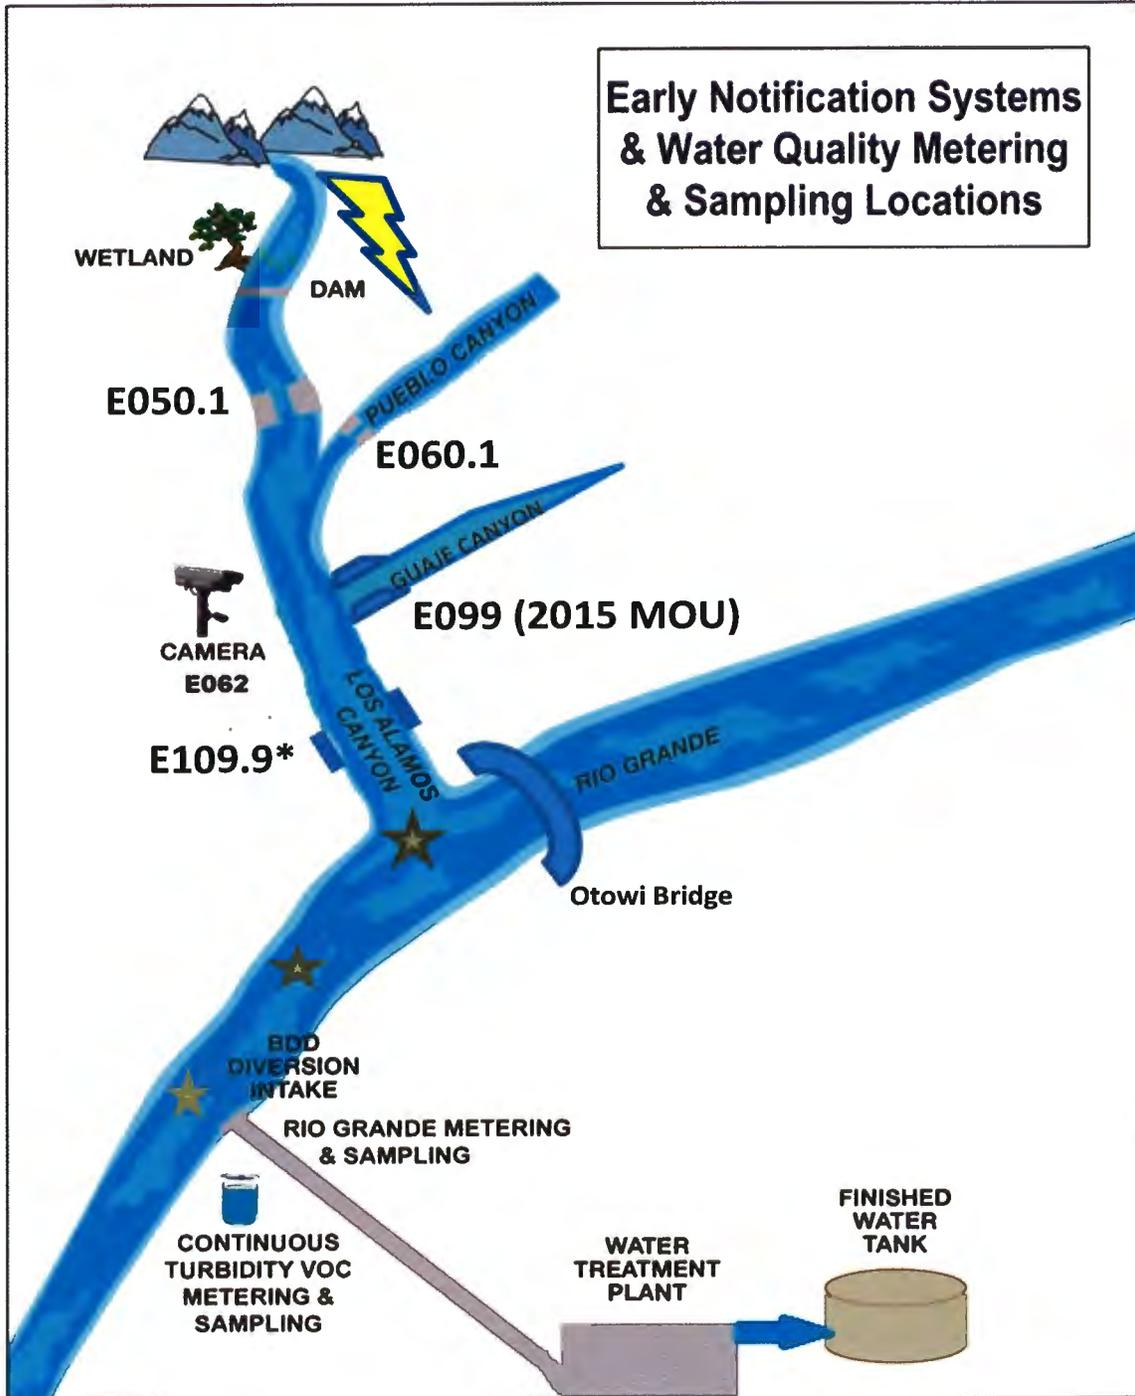 Early Notification Systems
& Water Quality Metering
& Sampling Locations
WETLAND
DAM
PUEBLO CANYON
E050.1
E060.1
GUAJE CANYON
E099 (2015 MOU)
CAMERA
E062
LOS ALAMOS
CANYON
E109.9*
RIO GRANDE
Otowi Bridge
BDD
DIVERSION
INTAKE
RIO GRANDE METERING
& SAMPLING
CONTINUOUS
TURBIDITY VOC
METERING &
SAMPLING
WATER
TREATMENT
PLANT
FINISHED
WATER
TANK